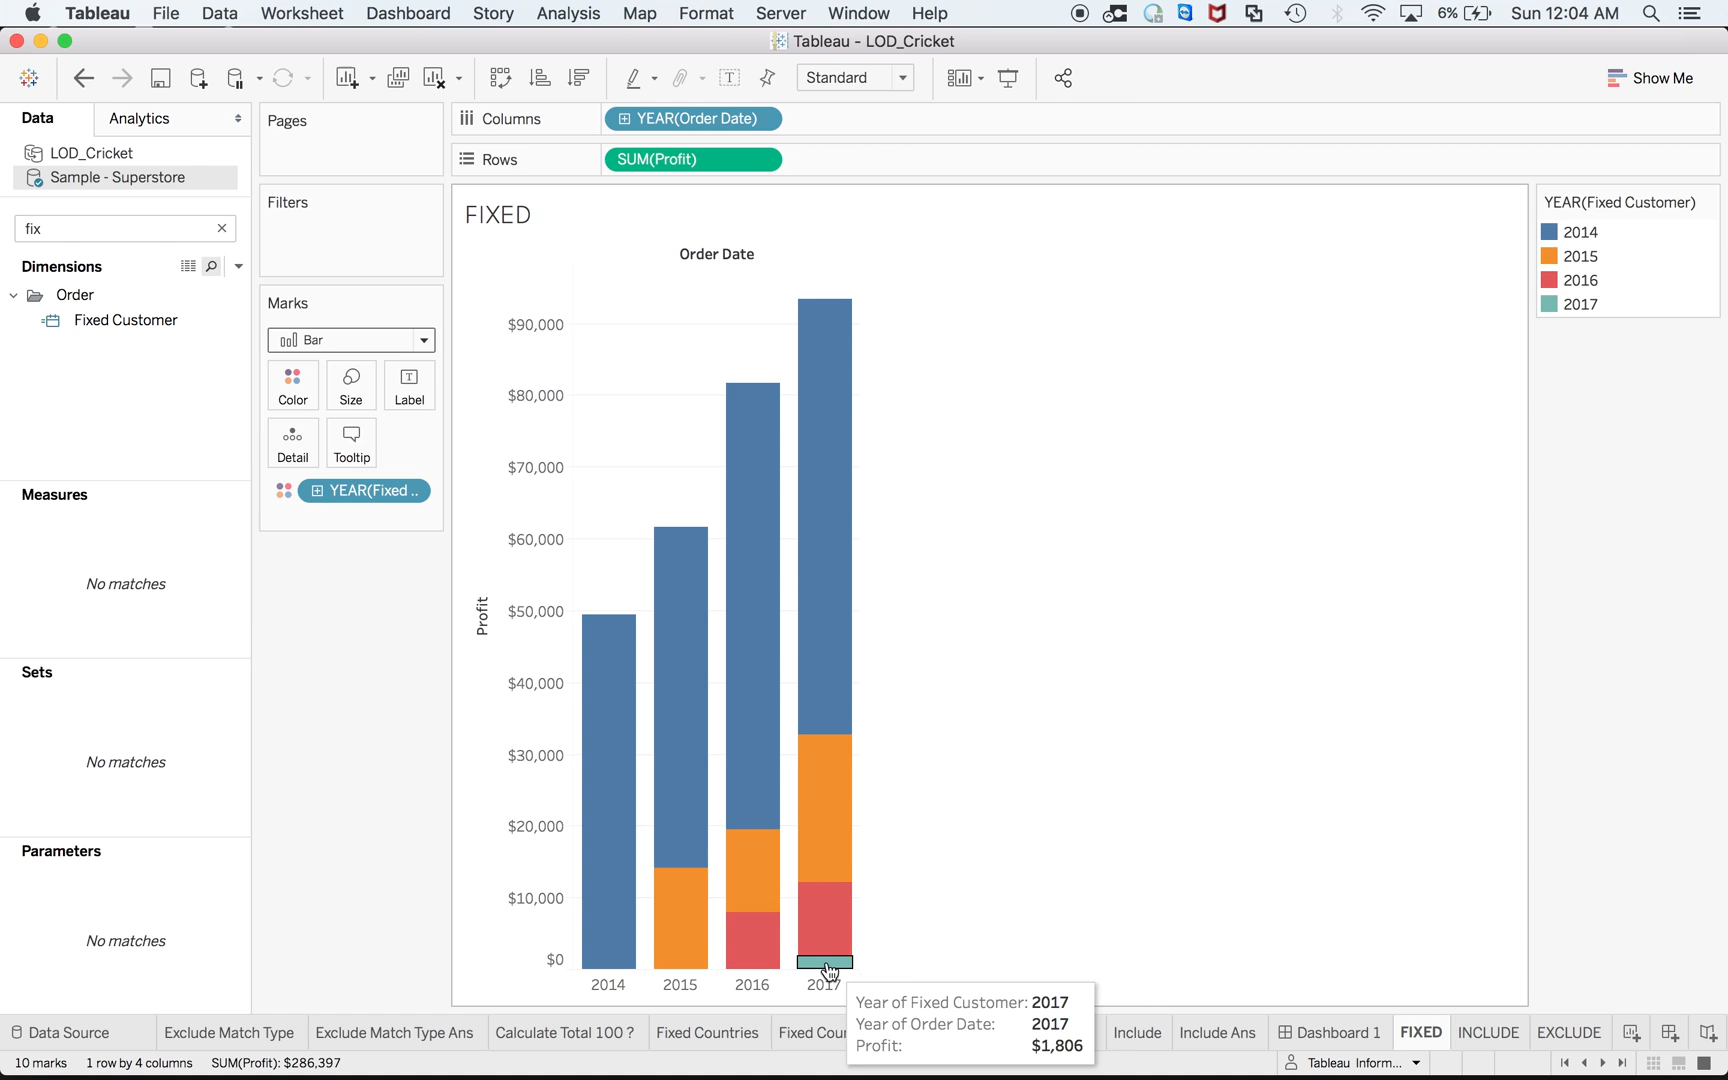 Tableau File Data Worksheet Dashboard Story Analysis Map Format Server Window Help 6% Sun 12:04 AM
Tableau - LOD_Cricket
Standard Show Me
Data Analytics
LOD_Cricket
Sample - Superstore
fix
Dimensions
Order
Fixed Customer
Measures
No matches
Sets
No matches
Parameters
No matches
Pages
Filters
Marks
Bar
Color Size Label
Detail Tooltip
YEAR(Fixed ..
Columns YEAR(Order Date)
Rows SUM(Profit)
FIXED
Order Date
$90,000
$80,000
$70,000
$60,000
$50,000
$40,000
$30,000
$20,000
$10,000
$0
Profit
2014 2015 2016 2017
Year of Fixed Customer: 2017
Year of Order Date: 2017
Profit: $1,806
YEAR(Fixed Customer)
2014
2015
2016
2017
Data Source Exclude Match Type Exclude Match Type Ans Calculate Total 100 ? Fixed Countries Fixed Cou Include Include Ans Dashboard 1 FIXED INCLUDE EXCLUDE
10 marks 1 row by 4 columns SUM(Profit): $286,397 Tableau Inform...